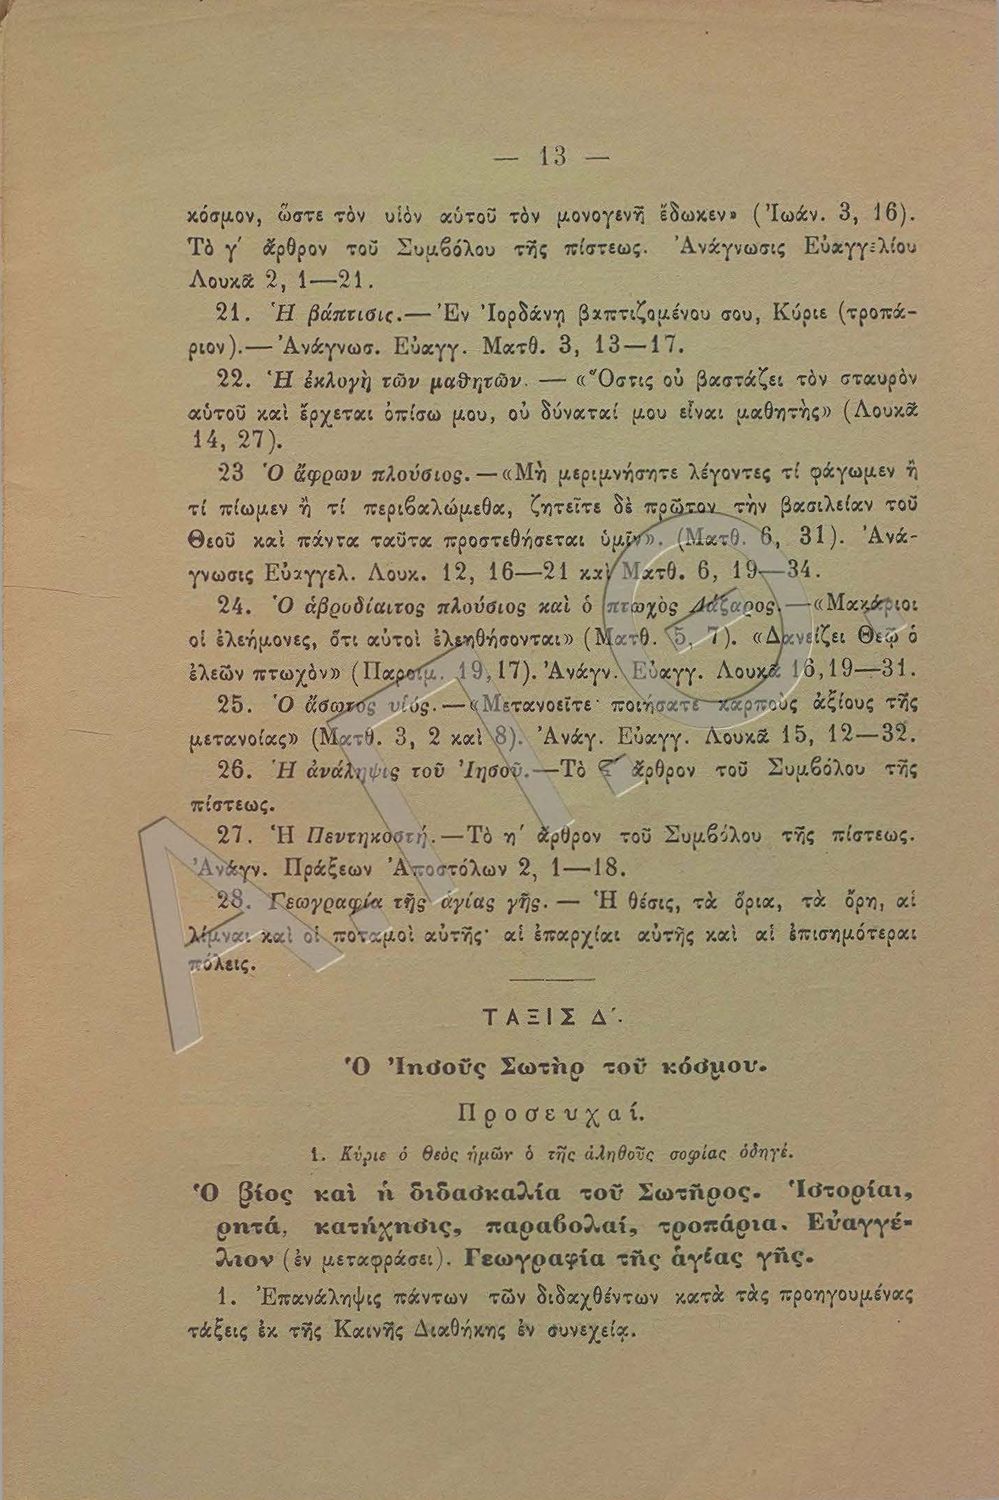 — 13 —
κόσμον, ὥστε τὸν υἱὸν αὑτοῦ τὸν μονογενῆ ἔδωκεν» (Ἰωάν. 3, 16).
Τὸ γ΄ ἄρθρον τοῦ Συμβόλου τῆς πίστεως. Ἀνάγνωσις Εὐαγγελίου
Λουκᾶ 2, 1—21.
21. Ἡ βάπτισις.— Ἐν Ἰορδάνῃ βαπτιζομένου σου, Κύριε (τροπά-
ριον).— Ἀνάγνωσ. Εὐαγγ. Ματθ. 3, 13—17.
22. Ἡ ἐκλογὴ τῶν μαθητῶν. — «Ὅστις οὐ βαστάζει τὸν σταυρὸν
αὑτοῦ καὶ ἔρχεται ὀπίσω μου, οὐ δύναταί μου εἶναι μαθητὴς» (Λουκᾶ
14, 27).
23 Ὁ ἄφρων πλούσιος. — «Μὴ μεριμνήσητε λέγοντες τί φάγωμεν ἢ
τί πίωμεν ἢ τί περιβαλώμεθα, ζητεῖτε δὲ πρῶτον τὴν βασιλείαν τοῦ
Θεοῦ καὶ πάντα ταῦτα προστεθήσεται ὑμῖν». (Ματθ. 6, 31). Ἀνά-
γνωσις Εὐαγγελ. Λουκ. 12, 16—21 καὶ Ματθ. 6, 19—34.
24. Ὁ ἁβροδίαιτος πλούσιος καὶ ὁ πτωχὸς Λάζαρος.—«Μακάριοι
οἱ ἐλεήμονες, ὅτι αὐτοὶ ἐλεηθήσονται» (Ματθ. 5, 7). «Δανείζει Θεῷ ὁ
ἐλεῶν πτωχὸν» (Παροιμ. 19,17). Ἀνάγν. Εὐαγγ. Λουκᾶ 16,19—31.
25. Ὁ ἄσωτος υἱός.—«Μετανοεῖτε· ποιήσατε καρποὺς ἀξίους τῆς
μετανοίας» (Ματθ. 3, 2 καὶ 8). Ἀνάγ. Εὐαγγ. Λουκᾶ 15, 12—32.
26. Ἡ ἀνάληψις τοῦ Ἰησοῦ.—Τὸ ϛ΄ ἄρθρον τοῦ Συμβόλου τῆς
πίστεως.
27. Ἡ Πεντηκοστή.—Τὸ η΄ ἄρθρον τοῦ Συμβόλου τῆς πίστεως.
Ἀνάγν. Πράξεων Ἀποστόλων 2, 1—18.
28. Γεωγραφία τῆς ἁγίας γῆς. — Ἡ θέσις, τὰ ὅρια, τὰ ὄρη, αἱ
λίμναι καὶ οἱ ποταμοὶ αὐτῆς· αἱ ἐπαρχίαι αὐτῆς καὶ αἱ ἐπισημότεραι
πόλεις.
ΤΑΞΙΣ Δ΄.
Ὁ Ἰησοῦς Σωτὴρ τοῦ κόσμου.
Προσευχαί.
1. Κύριε ὁ Θεὸς ἡμῶν ὁ τῆς ἀληθοῦς σοφίας ὁδηγέ.
Ὁ βίος καὶ ἡ διδασκαλία τοῦ Σωτῆρος. Ἱστορίαι,
ρητά, κατήχησις, παραβολαί, τροπάρια. Εὐαγγέ-
λιον (ἐν μεταφράσει). Γεωγραφία τῆς ἁγίας γῆς.
1. Ἐπανάληψις πάντων τῶν διδαχθέντων κατὰ τὰς προηγουμένας
τάξεις ἐκ τῆς Καινῆς Διαθήκης ἐν συνεχείᾳ.